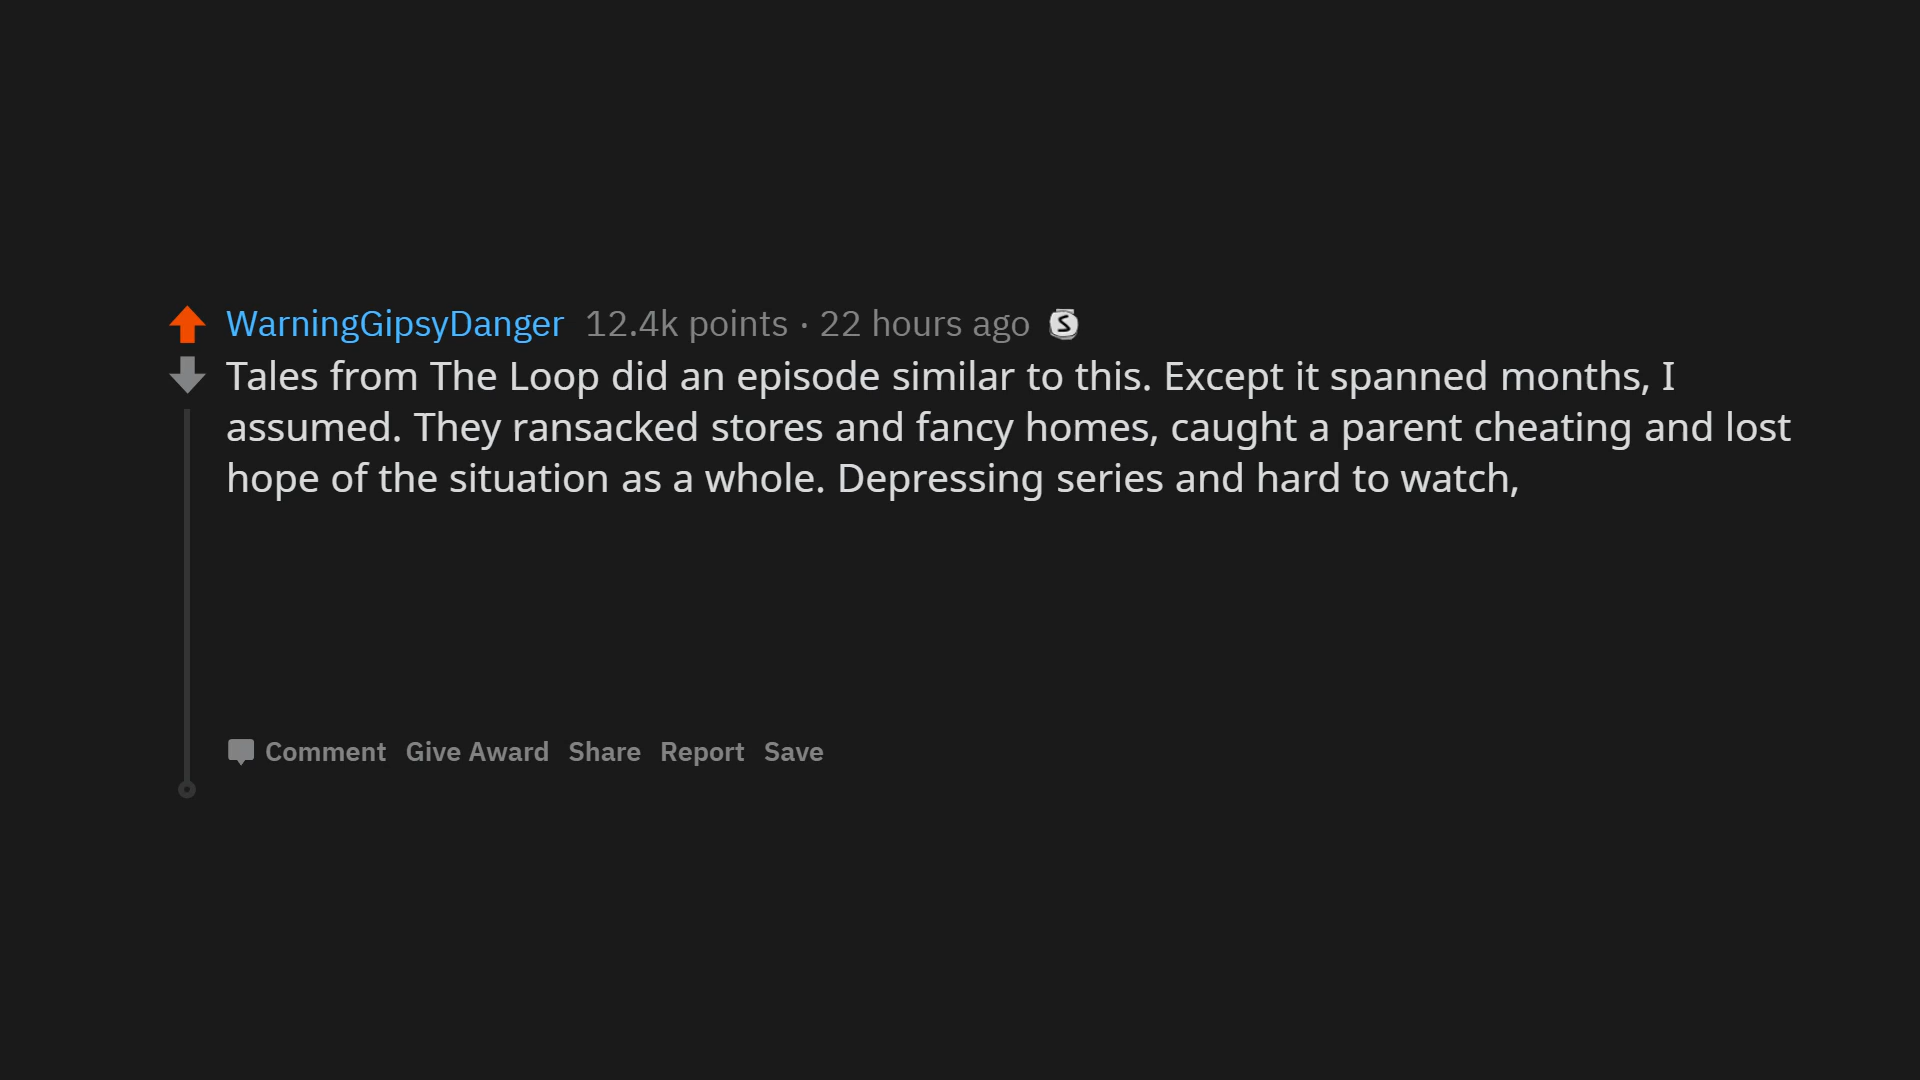 WarningGipsyDanger 12.4k points · 22 hours ago S
Tales from The Loop did an episode similar to this. Except it spanned months, I
assumed. They ransacked stores and fancy homes, caught a parent cheating and lost
hope of the situation as a whole. Depressing series and hard to watch,
Comment Give Award Share Report Save